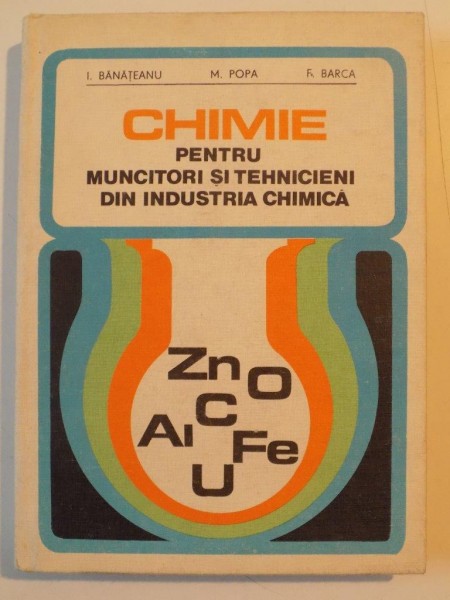 I. BĂNĂȚEANU M. POPA F. BARCA
CHIMIE
PENTRU
MUNCITORI ȘI TEHNICIENI
DIN INDUSTRIA CHIMICĂ
Zn O
C
Al Fe
U